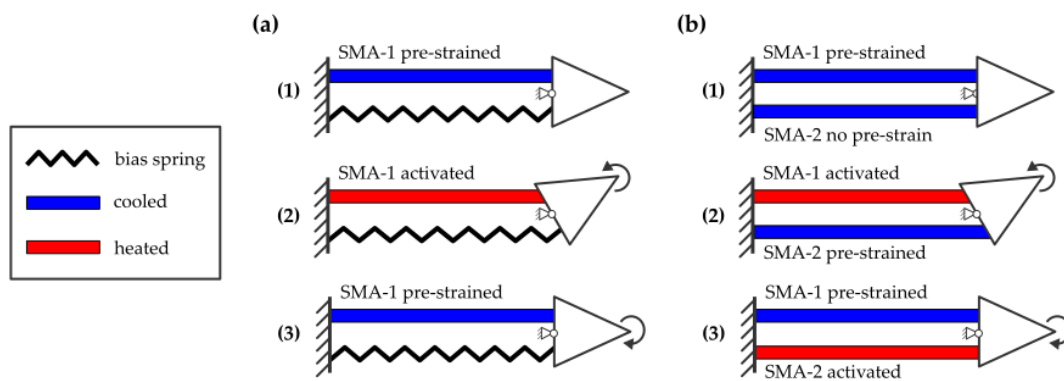 bias spring
cooled
heated
(a)
SMA-1 pre-strained
(1)
SMA-1 activated
(2)
SMA-1 pre-strained
(3)
(b)
SMA-1 pre-strained
(1)
SMA-2 no pre-strain
SMA-1 activated
(2)
SMA-2 pre-strained
SMA-1 pre-strained
(3)
SMA-2 activated